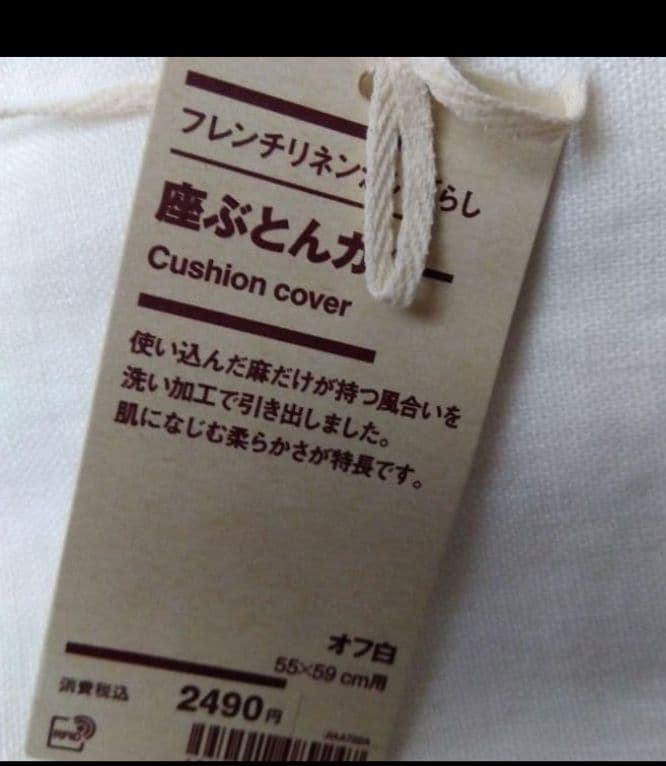 フレンチリネン
らし
座ぶとんカ
Cushion cover
使い込んだ麻だけが持つ風合いを
洗い加工で引き出しました。
肌になじむ柔らかさが特長です。
オフ白
55×59 cm用
消費税込 2490円
RFID